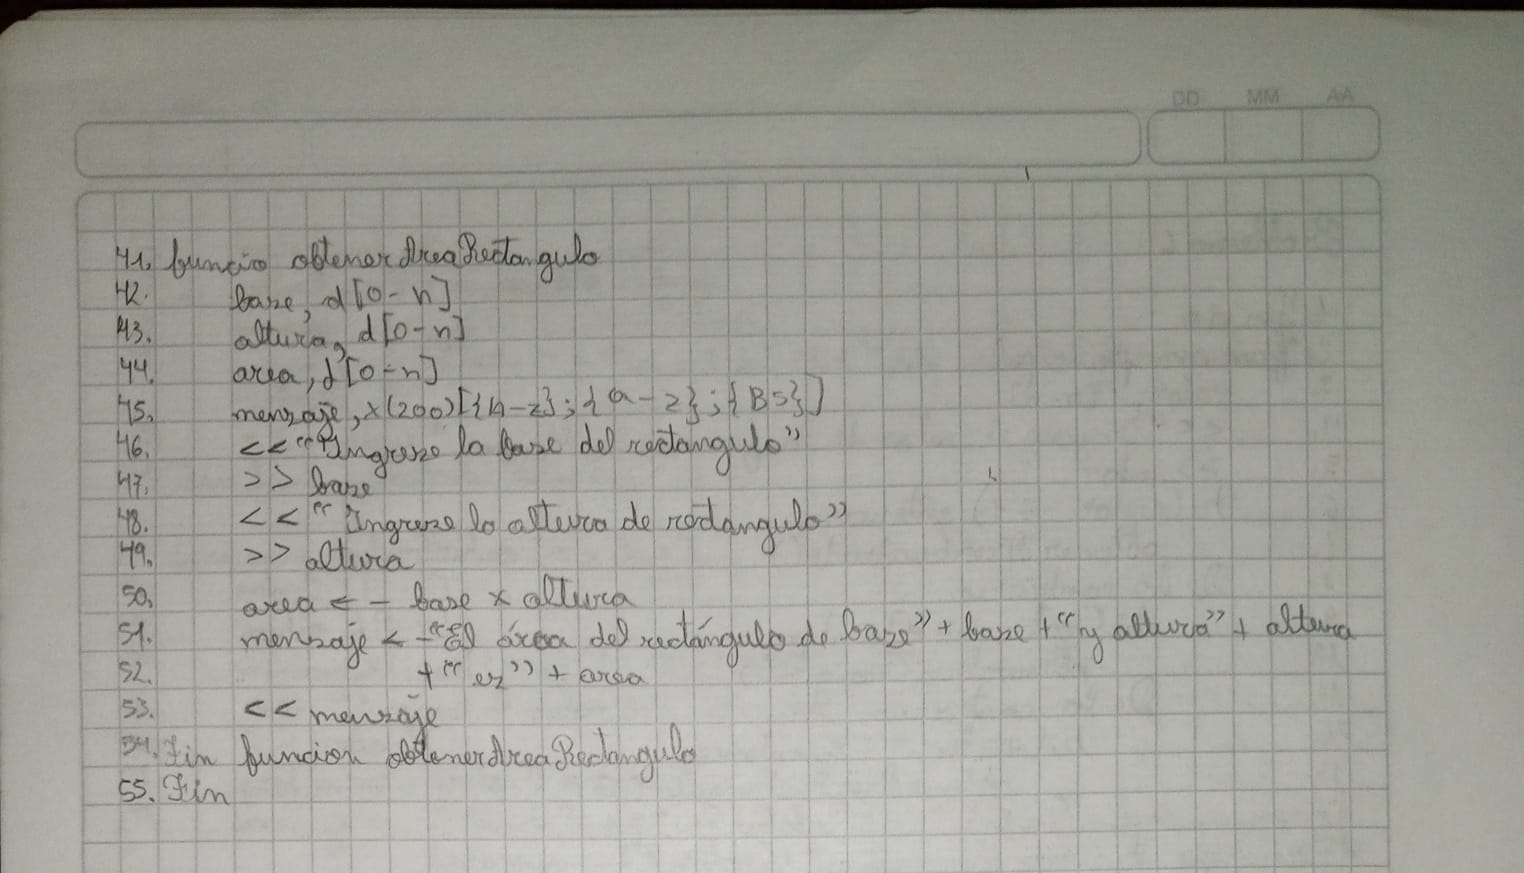 DD MM AA
41. funcion obtenerAreaRectangulo
42. base, d[0-n]
43. altura, d[0-n]
44. area, d[0-n]
45. mensaje, x(200)[{A-z};{a-z};{BS}]
46. <<"Ingrese la base del rectángulo"
47. >> base
48. <<"Ingrese la altura de rectangulo"
49. >> altura
50. area <- base x altura
51. mensaje <-"El área del rectángulo de base"+base+"y altura"+ altura
52. +"es"+ area
53. << mensaje
54. Fin funcion obtenerAreaRectangulo
55. Fin